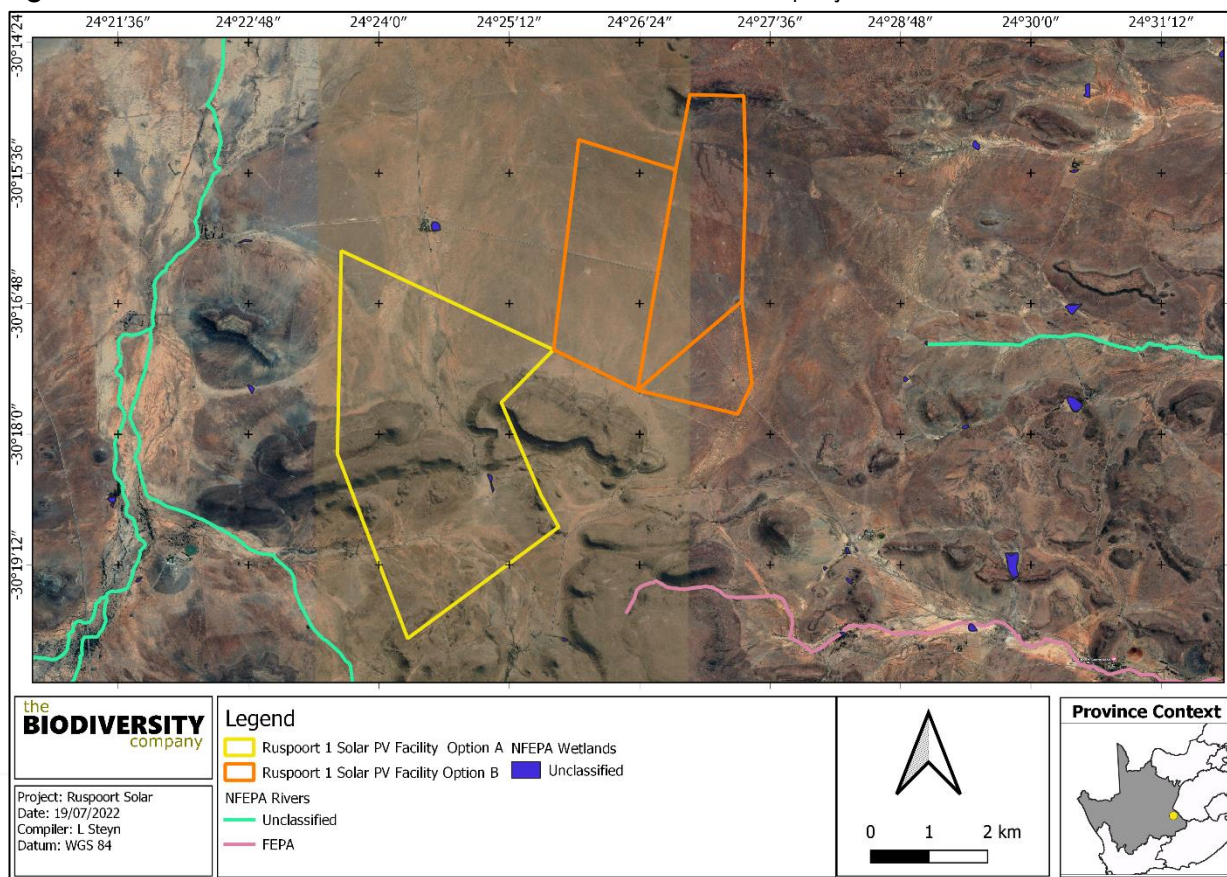 24°21'36" 24°22'48" 24°24'0" 24°25'12" 24°26'24" 24°27'36" 24°28'48" 24°30'0" 24°31'12"
-30°14'24"
-30°15'36"
-30°16'48"
-30°18'0"
-30°19'12"
the
BIODIVERSITY
company
Project: Ruspoort Solar
Date: 19/07/2022
Compiler: L Steyn
Datum: WGS 84
Legend
Ruspoort 1 Solar PV Facility Option A
Ruspoort 1 Solar PV Facility Option B
NFEPA Rivers
Unclassified
FEPA
NFEPA Wetlands
Unclassified
0 1 2 km
Province Context